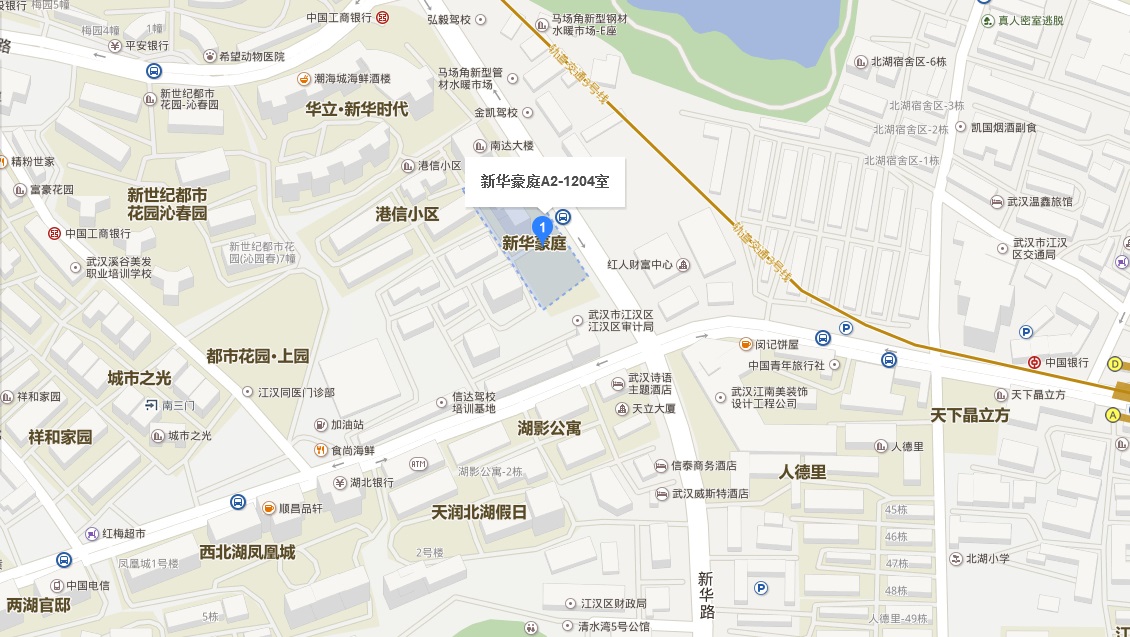 梅园5幢
中国工商银行
弘毅驾校
马场角新型钢材
水暖市场-E座
真人密室逃脱
梅园4幢
1幢
平安银行
路
希望动物医院
北湖宿舍区-6栋
轨道交通3号线
潮海城海鲜酒楼
马场角新型管
材水暖市场
新世纪都市
花园-沁春园
华立·新华时代
金凯驾校
北湖宿舍区-3栋
北湖宿舍区-2栋
凯国烟酒副食
南达大楼
精粉世家
港信小区
北湖宿舍区-1栋
新华豪庭A2-1204室
富豪花园
新世纪都市
花园沁春园
港信小区
武汉温鑫旅馆
1
中国工商银行
新华豪庭
轨道交通3号线
新世纪都市花
园(沁园春)7幢
武汉市江汉
区交通局
武汉溪谷美发
职业培训学校
红人财富中心
武汉市江汉区
江汉区审计局
P
P
闵记饼屋
都市花园·上园
中国青年旅行社
中国银行
D
城市之光
江汉同医门诊部
武汉诗语
主题酒店
武汉江南美装饰
设计工程公司
祥和家园
南三门
信达驾校
培训基地
天立大厦
天下晶立方
天下晶立方
A
加油站
湖影公寓
祥和家园
城市之光
食尚海鲜
人德里
ATM
湖影公寓-2栋
信泰商务酒店
人德里
湖北银行
武汉威斯特酒店
顺昌品轩
天润北湖假日
45栋
红梅超市
46栋
西北湖凤凰城
2号楼
凤凰城1号楼
47栋
北湖小学
中国电信
新华路
P
48栋
两湖官邸
江汉区财政局
5栋
人德里-49栋
清水湾5号公馆